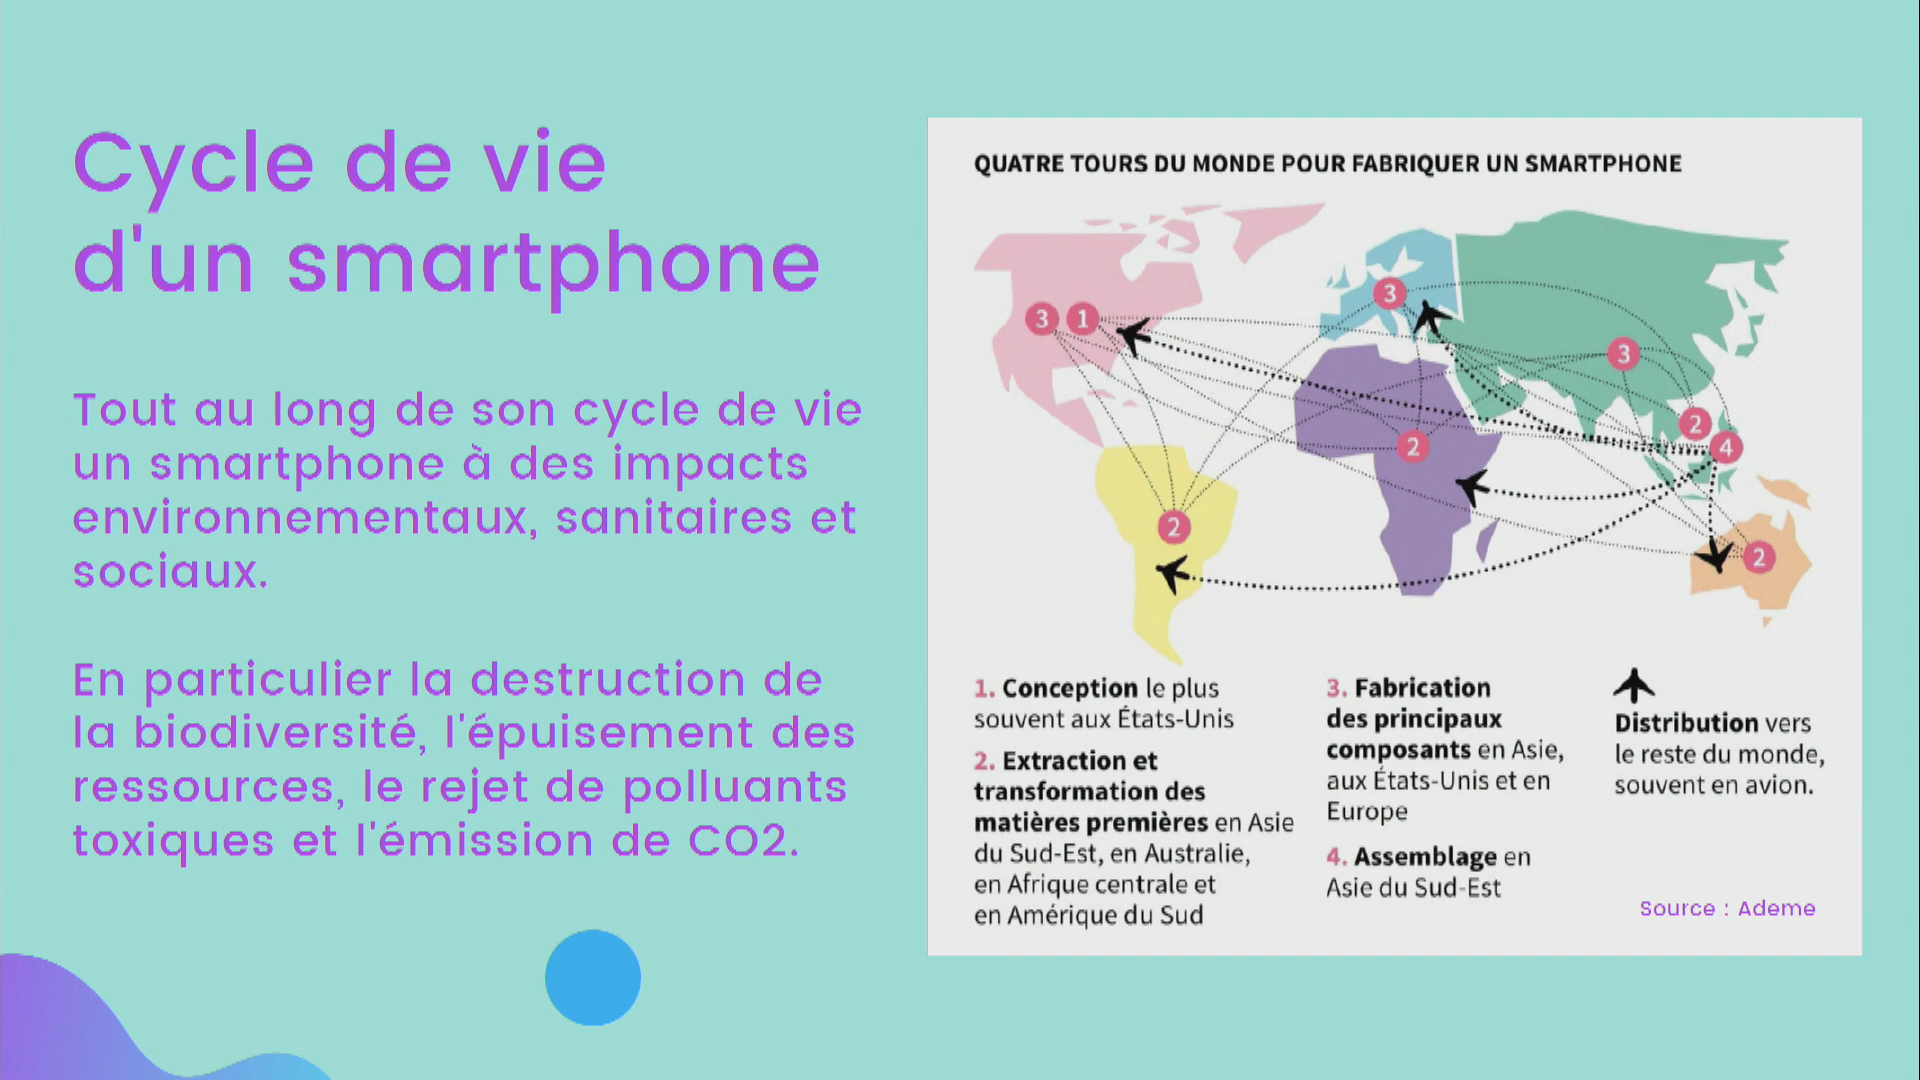 Cycle de vie
d'un smartphone
Tout au long de son cycle de vie
un smartphone à des impacts
environnementaux, sanitaires et
sociaux.
En particulier la destruction de
la biodiversité, l'épuisement des
ressources, le rejet de polluants
toxiques et l'émission de CO2.
QUATRE TOURS DU MONDE POUR FABRIQUER UN SMARTPHONE
3
3 1
3
2
2
4
2
2
1. Conception le plus
souvent aux États-Unis
2. Extraction et
transformation des
matières premières en Asie
du Sud-Est, en Australie,
en Afrique centrale et
en Amérique du Sud
3. Fabrication
des principaux
composants en Asie,
aux États-Unis et en
Europe
4. Assemblage en
Asie du Sud-Est
Distribution vers
le reste du monde,
souvent en avion.
Source : Ademe